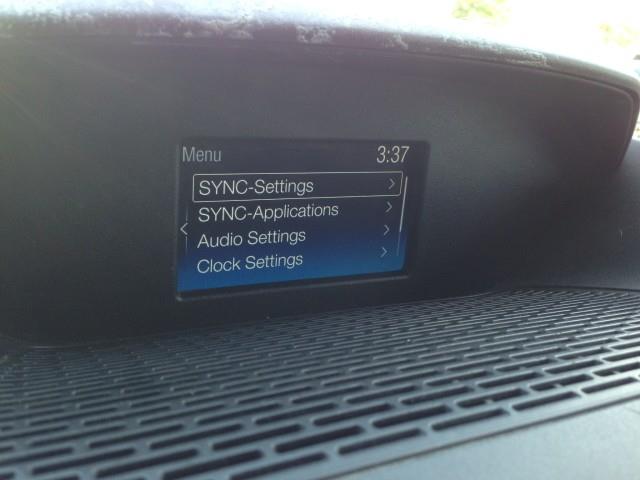 Menu 3:37
SYNC-Settings
SYNC-Applications
Audio Settings
Clock Settings